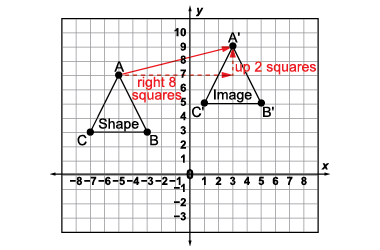 y
10
A'
9
8
A
up 2 squares
7
right 8
squares
6
5
C'
Image
B'
4
Shape
3
C
B
2
1
x
−8 −7 −6 −5 −4 −3 −2 −1 0 1 2 3 4 5 6 7 8
−1
−2
−3